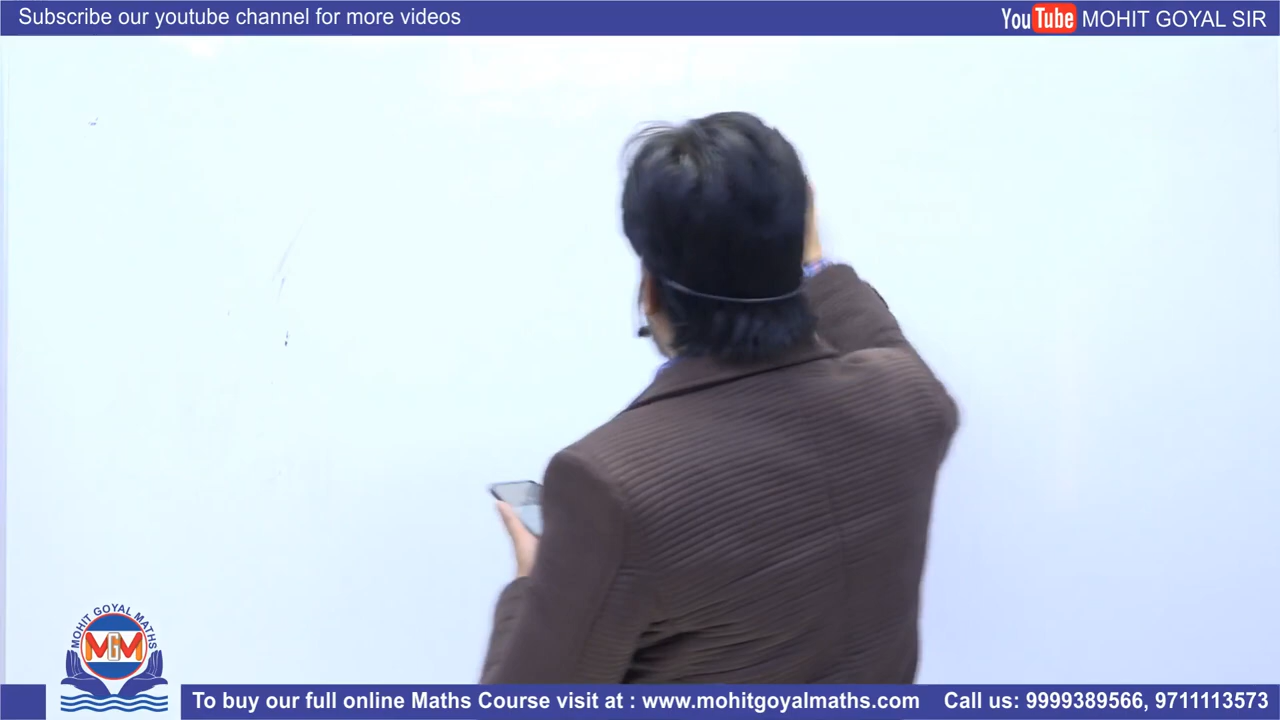 Subscribe our youtube channel for more videos
YouTube MOHIT GOYAL SIR
MOHIT GOYAL MATHS
MGM
To buy our full online Maths Course visit at : www.mohitgoyalmaths.com Call us: 9999389566, 9711113573